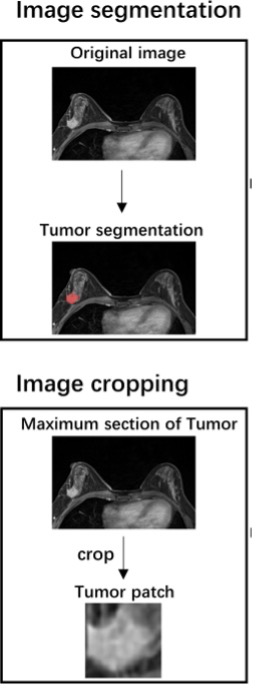 Image segmentation
Original image
Tumor segmentation
Image cropping
Maximum section of Tumor
crop
Tumor patch